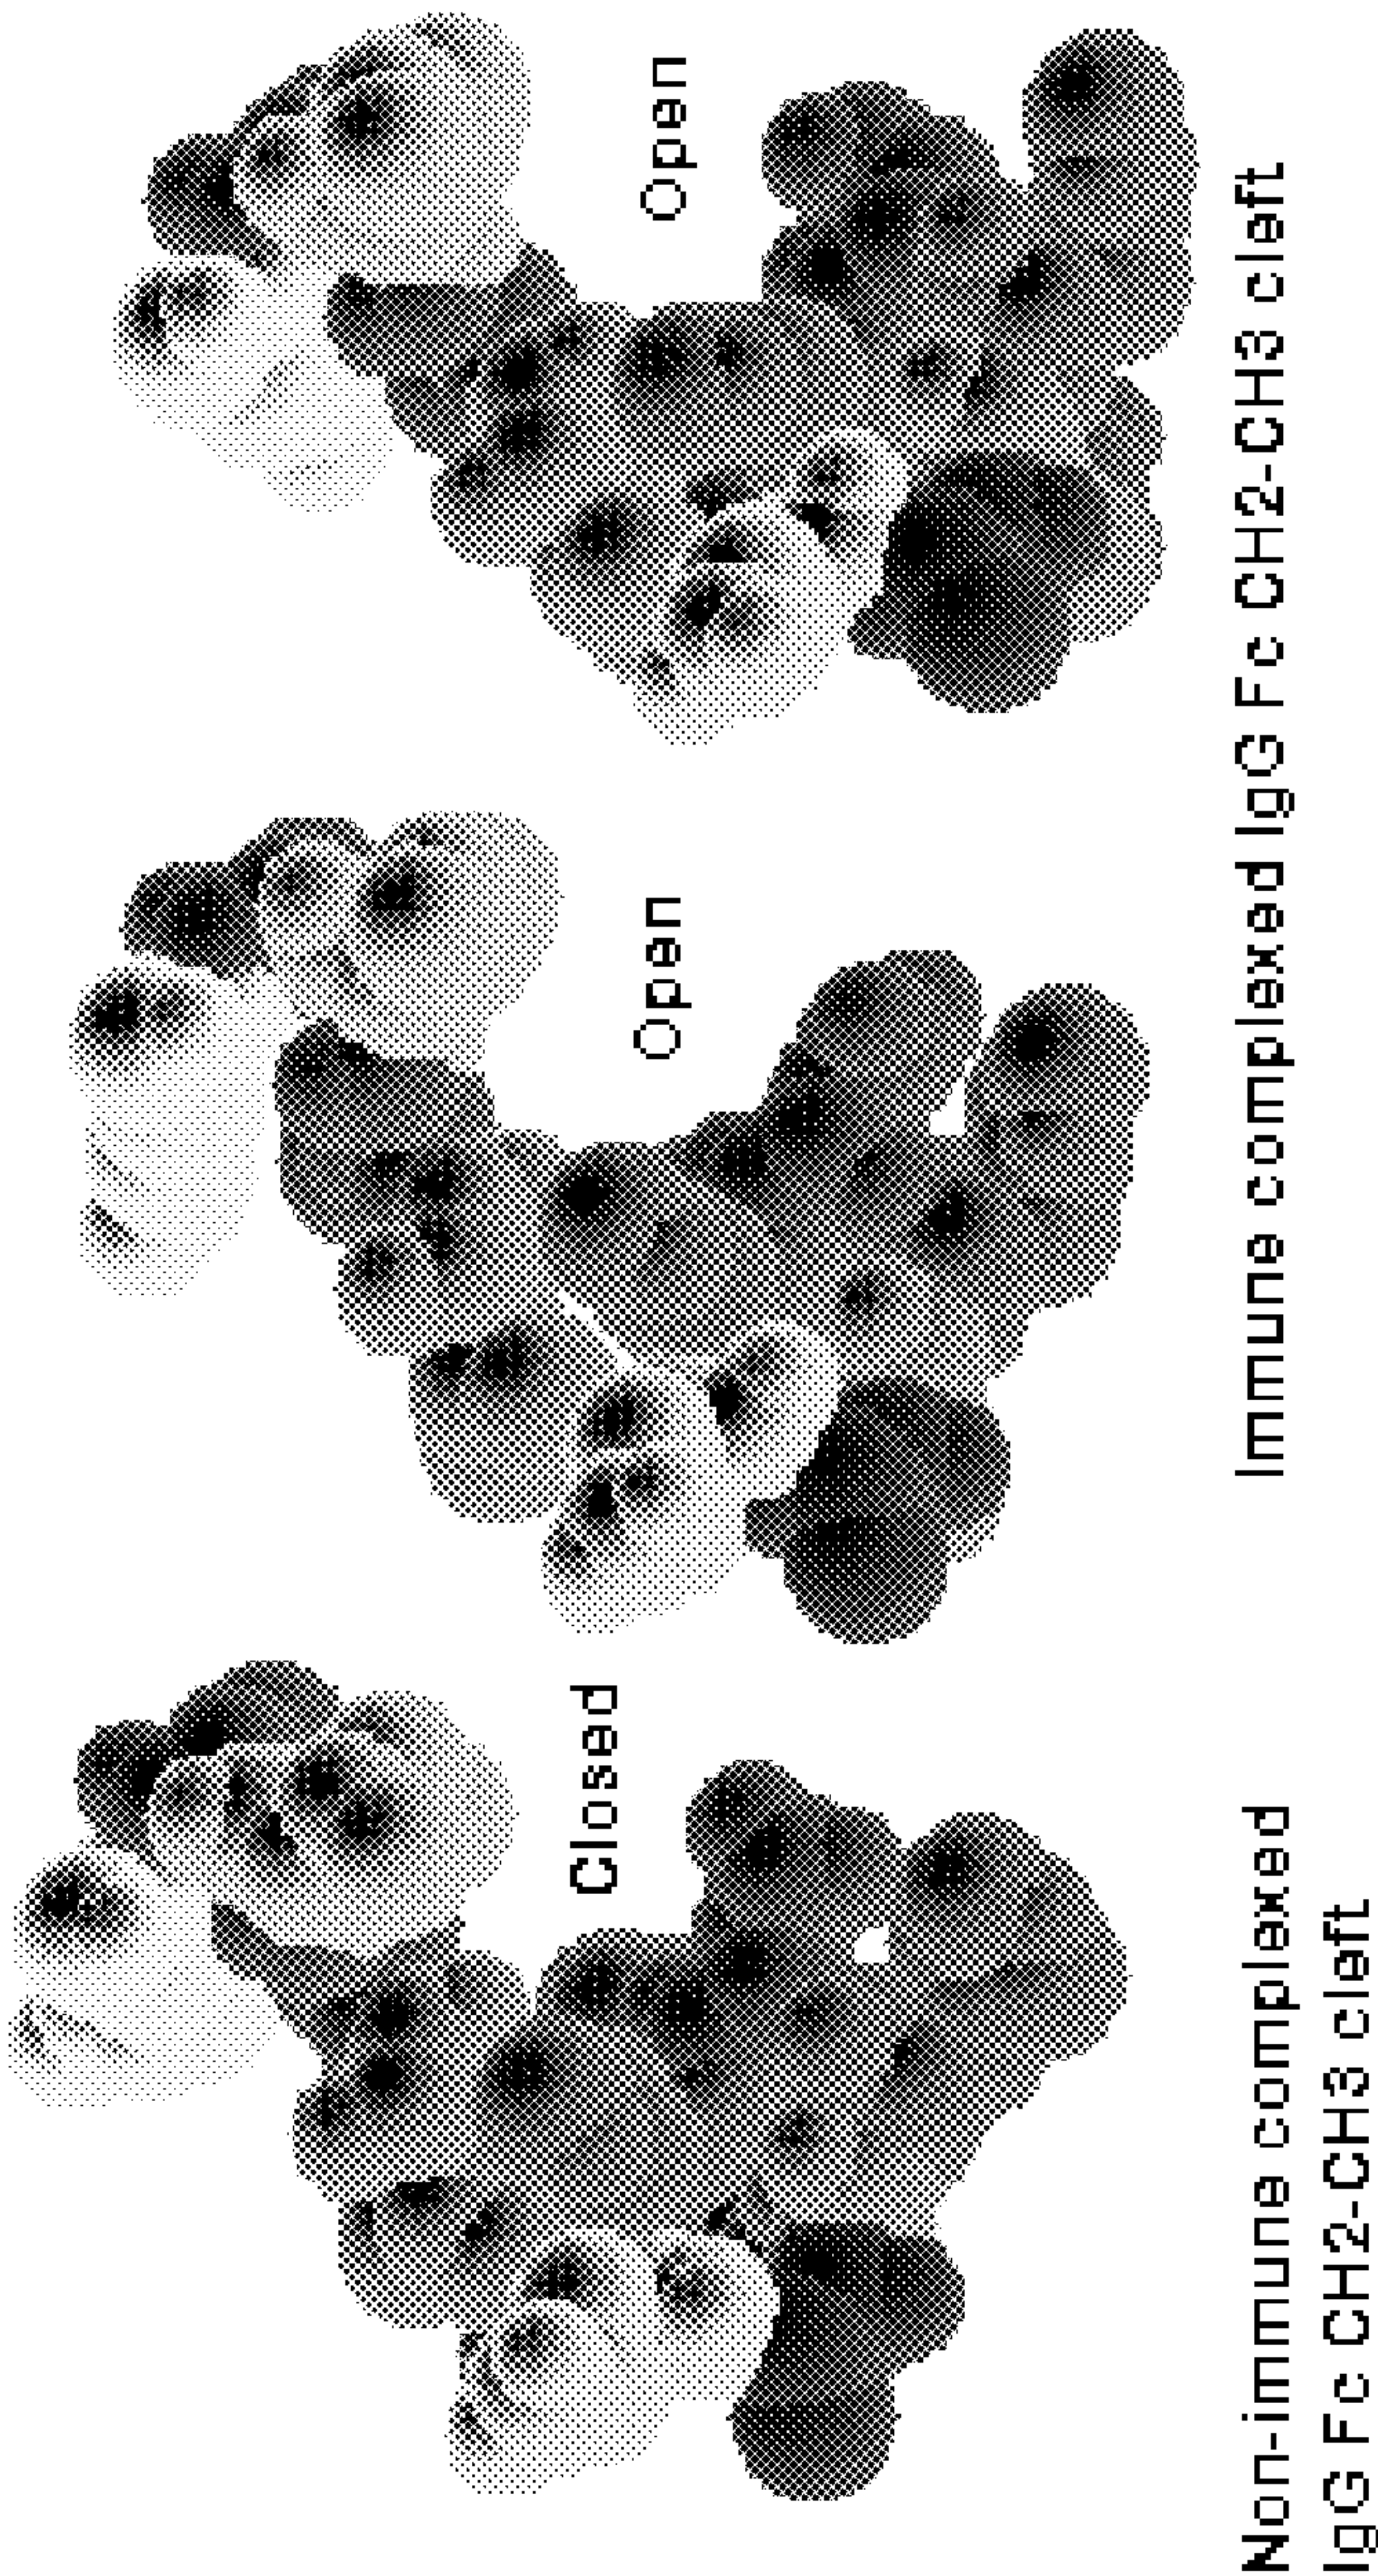 Closed
Open
Open
Non-immune complexed
IgG Fc CH2-CH3 cleft
Immune complexed IgG Fc CH2-CH3 cleft